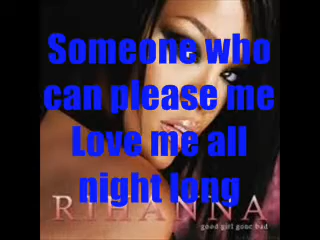 Someone who
can please me
Love me all
night long
RIHANNA
good girl gone bad